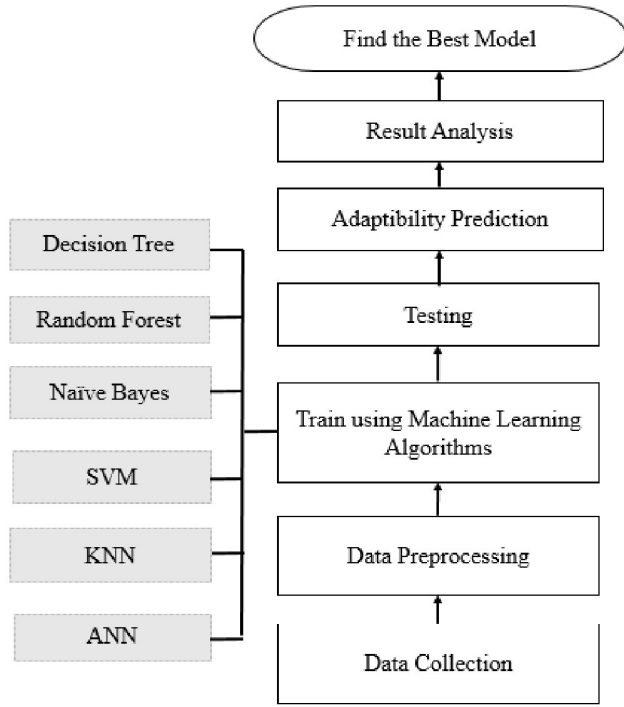 Find the Best Model
Result Analysis
Adaptibility Prediction
Testing
Train using Machine Learning
Algorithms
Data Preprocessing
Data Collection
Decision Tree
Random Forest
Naïve Bayes
SVM
KNN
ANN